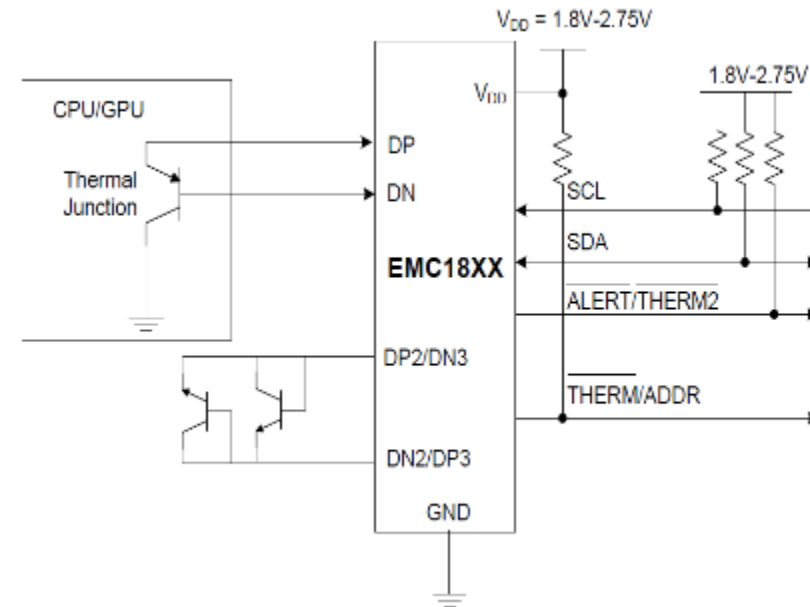 V_DD = 1.8V-2.75V
1.8V-2.75V
V_DD
CPU/GPU
DP
Thermal
Junction
DN
SCL
SDA
EMC18XX
ALERT/THERM2
DP2/DN3
THERM/ADDR
DN2/DP3
GND